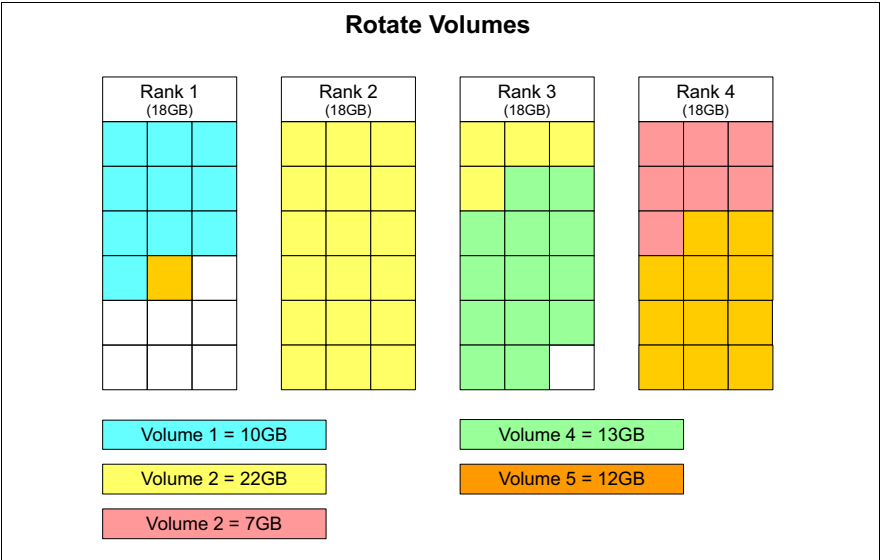 Rotate Volumes
Rank 1
(18GB)
Rank 2
(18GB)
Rank 3
(18GB)
Rank 4
(18GB)
Volume 1 = 10GB
Volume 2 = 22GB
Volume 2 = 7GB
Volume 4 = 13GB
Volume 5 = 12GB